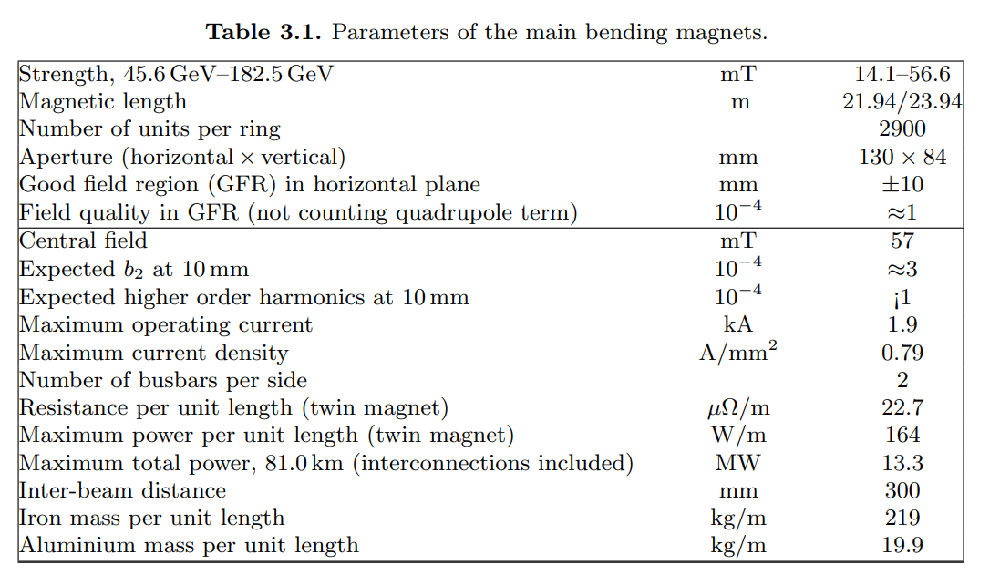 Table 3.1. Parameters of the main bending magnets.
Strength, 45.6 GeV–182.5 GeV mT 14.1–56.6
Magnetic length m 21.94/23.94
Number of units per ring 2900
Aperture (horizontal × vertical) mm 130 × 84
Good field region (GFR) in horizontal plane mm ±10
Field quality in GFR (not counting quadrupole term) 10⁻⁴ ≈1
Central field mT 57
Expected b₂ at 10 mm 10⁻⁴ ≈3
Expected higher order harmonics at 10 mm 10⁻⁴ ¡1
Maximum operating current kA 1.9
Maximum current density A/mm² 0.79
Number of busbars per side 2
Resistance per unit length (twin magnet) μΩ/m 22.7
Maximum power per unit length (twin magnet) W/m 164
Maximum total power, 81.0 km (interconnections included) MW 13.3
Inter-beam distance mm 300
Iron mass per unit length kg/m 219
Aluminium mass per unit length kg/m 19.9